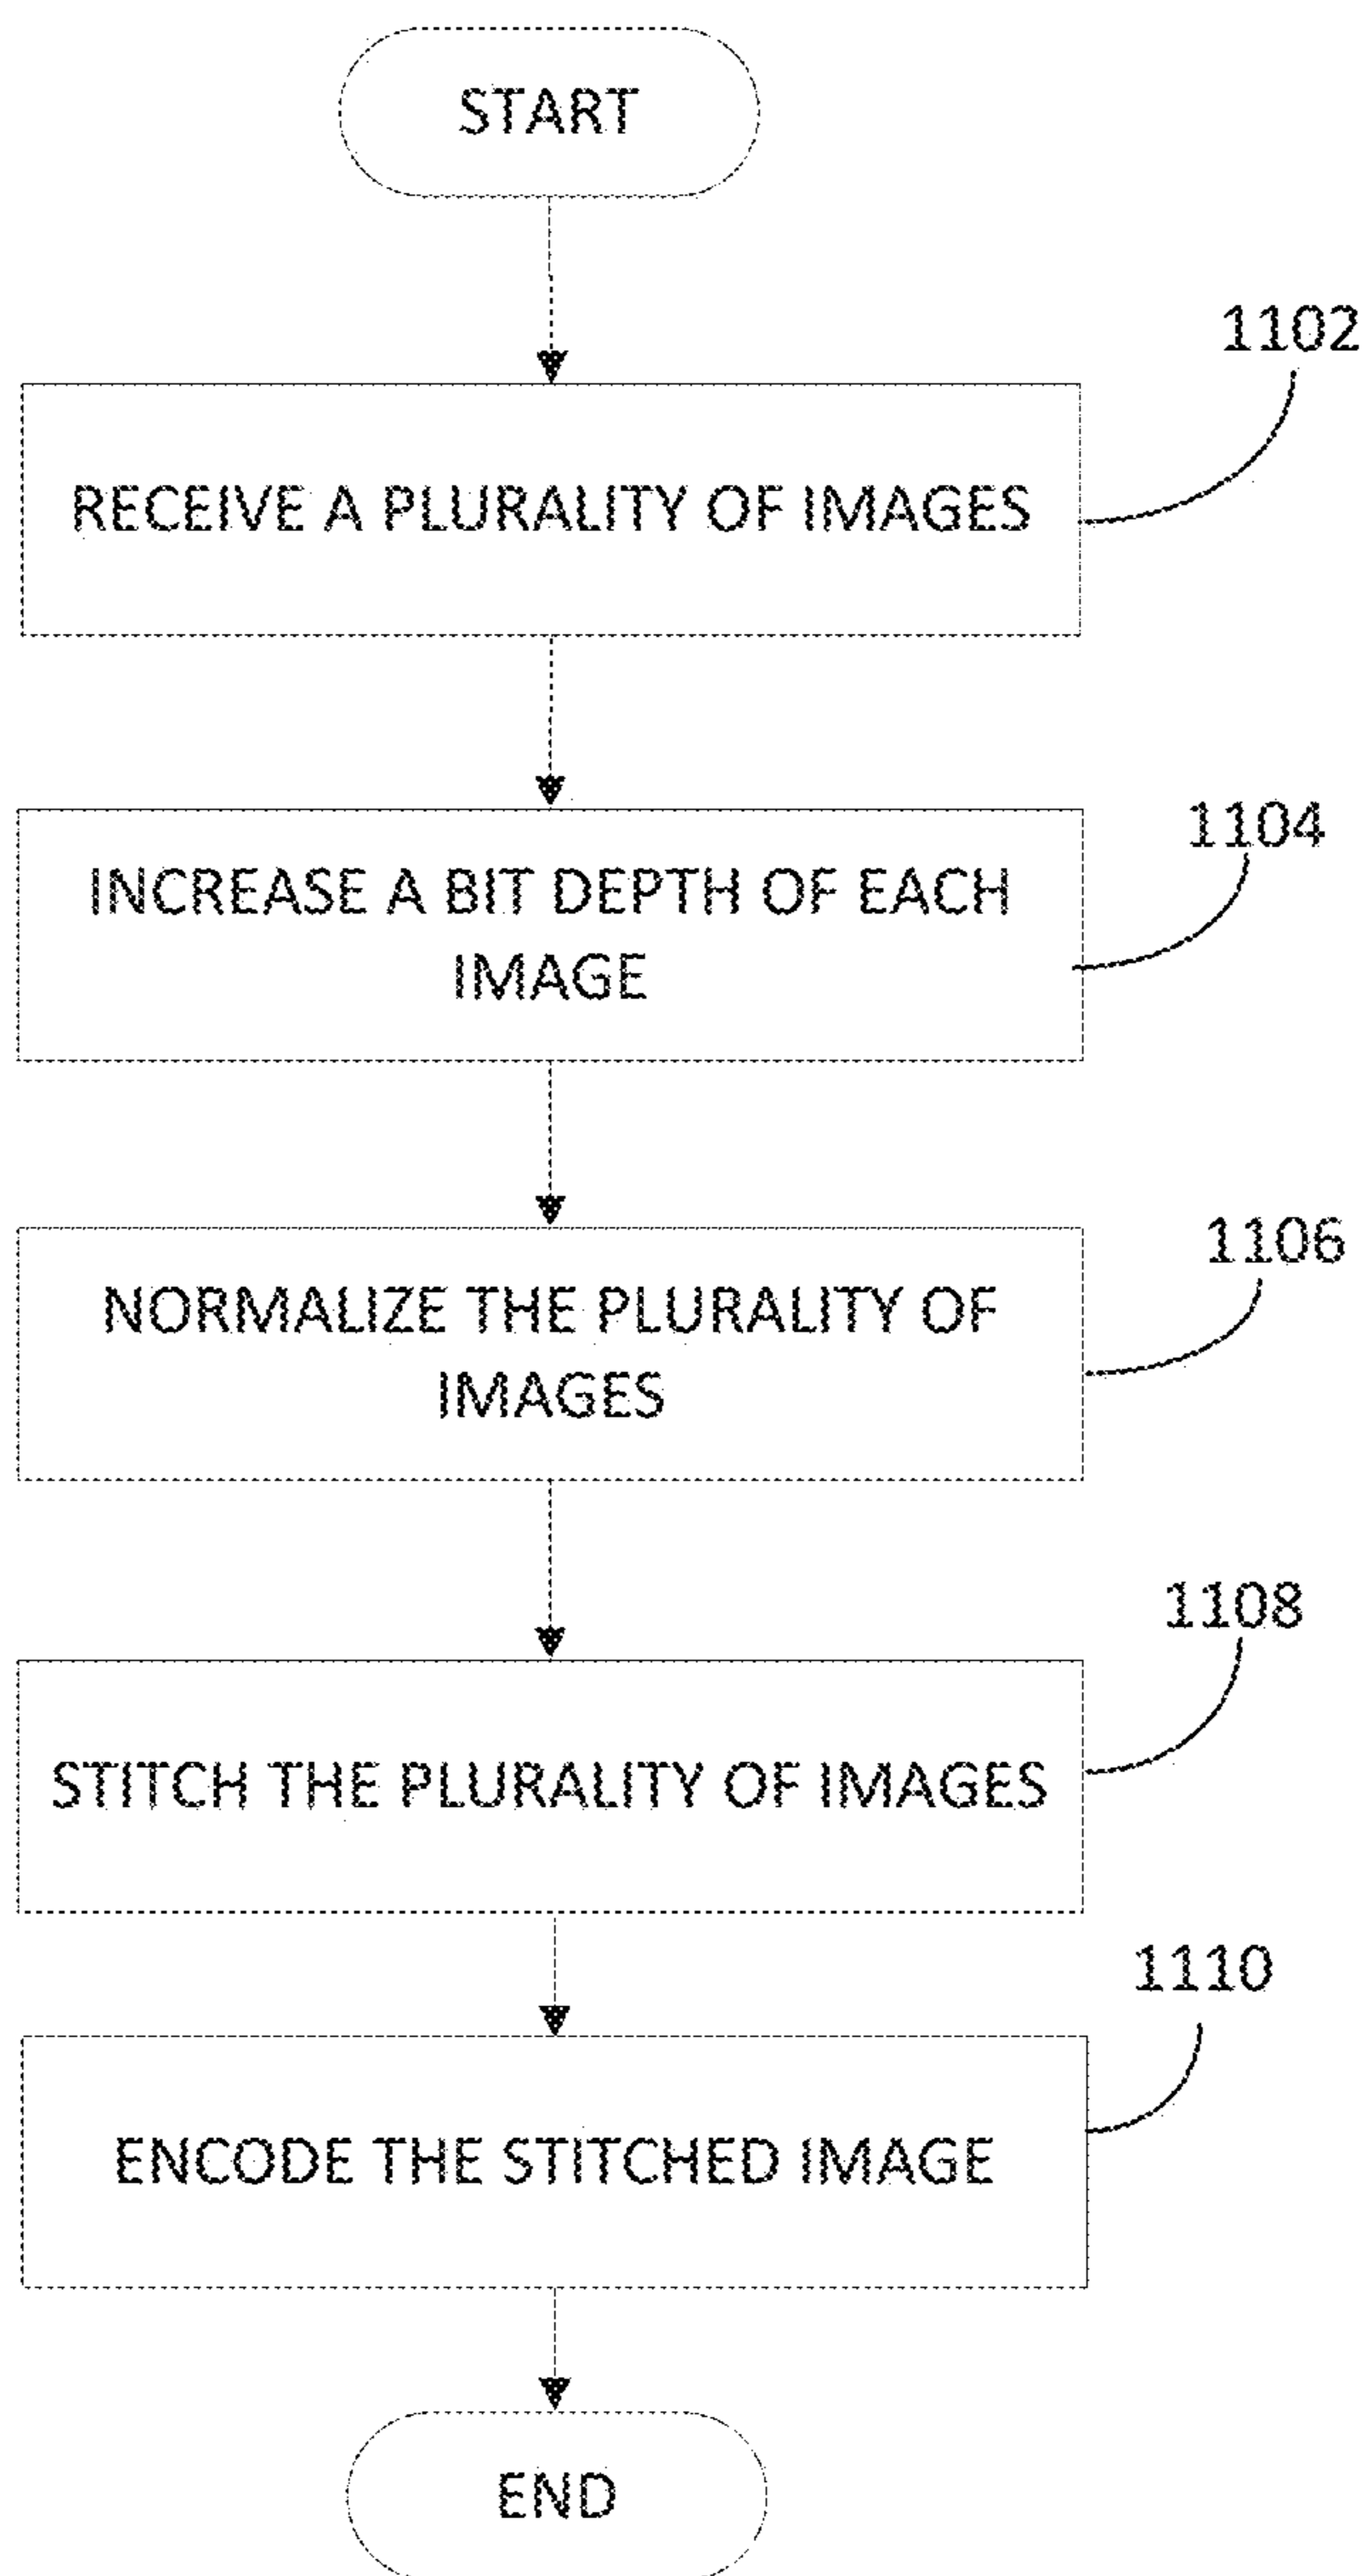 START
1102
RECEIVE A PLURALITY OF IMAGES
1104
INCREASE A BIT DEPTH OF EACH
IMAGE
1106
NORMALIZE THE PLURALITY OF
IMAGES
1108
STITCH THE PLURALITY OF IMAGES
1110
ENCODE THE STITCHED IMAGE
END